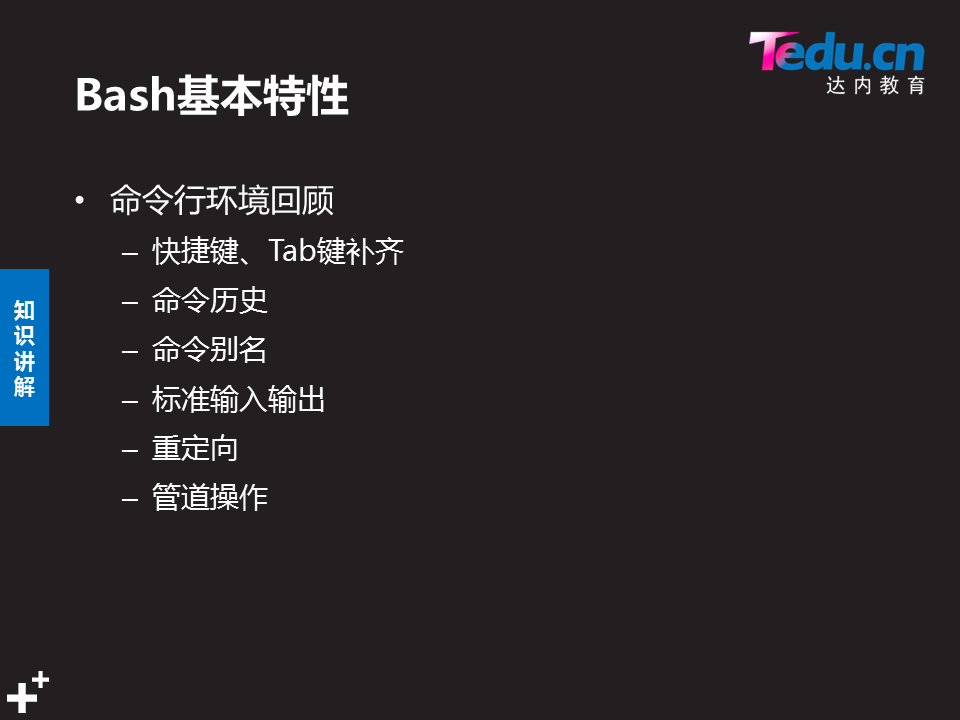 Tedu.cn
达内教育
Bash基本特性
• 命令行环境回顾
– 快捷键、Tab键补齐
– 命令历史
– 命令别名
– 标准输入输出
– 重定向
– 管道操作
知识讲解